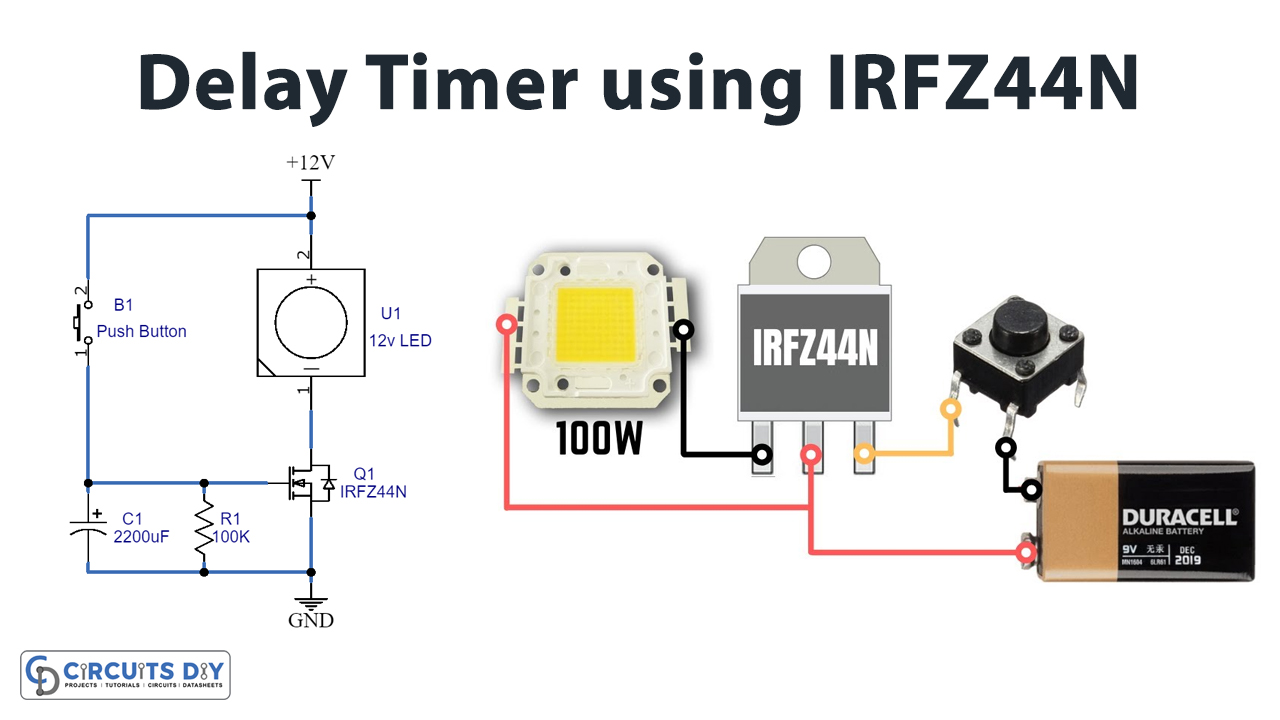 Delay Timer using IRFZ44N
+12V
2
+
U1
12v LED
−
1
2
B1
Push Button
1
Q1
IRFZ44N
+
C1
2200uF
R1
100K
GND
100W
IRFZ44N
DURACELL®
ALKALINE BATTERY
9V 无汞 DEC
MN1604 6LR61 2019
CD CiRCUiTS DiY
PROJECTS | TUTORIALS | CIRCUITS | DATASHEETS